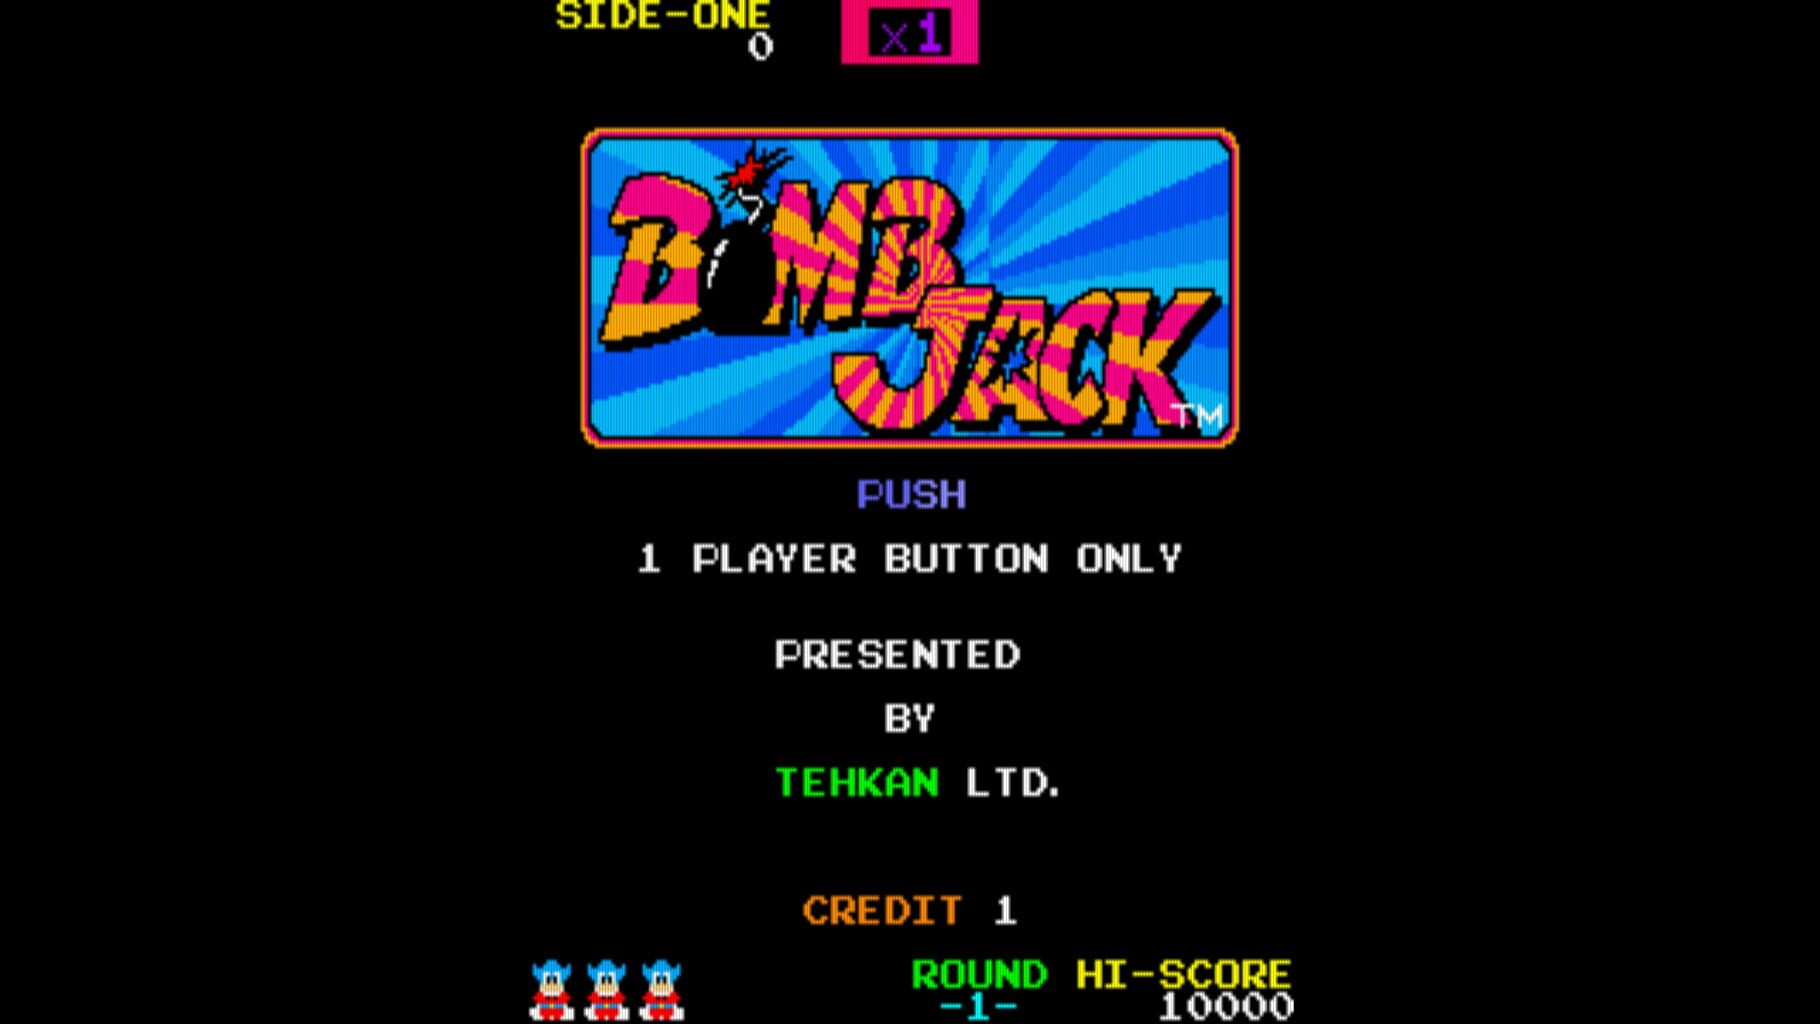 SIDE-ONE
0
x1
BOMB
JACK
TM
PUSH
1 PLAYER BUTTON ONLY
PRESENTED
BY
TEHKAN LTD.
CREDIT 1
ROUND HI-SCORE
-1- 10000